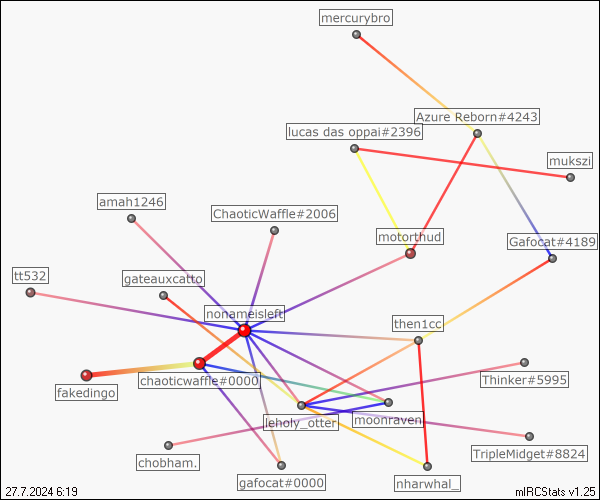 mercurybro
Azure Reborn#4243
lucas das oppai#2396
mukszi
amah1246
ChaoticWaffle#2006
motorthud
Gafocat#4189
tt532
gateauxcatto
nonameisleft
then1cc
chaoticwaffle#0000
Thinker#5995
fakedingo
leholy_otter
moonraven
chobham.
TripleMidget#8824
gafocat#0000
nharwhal_
27.7.2024 6:19
mIRCStats v1.25